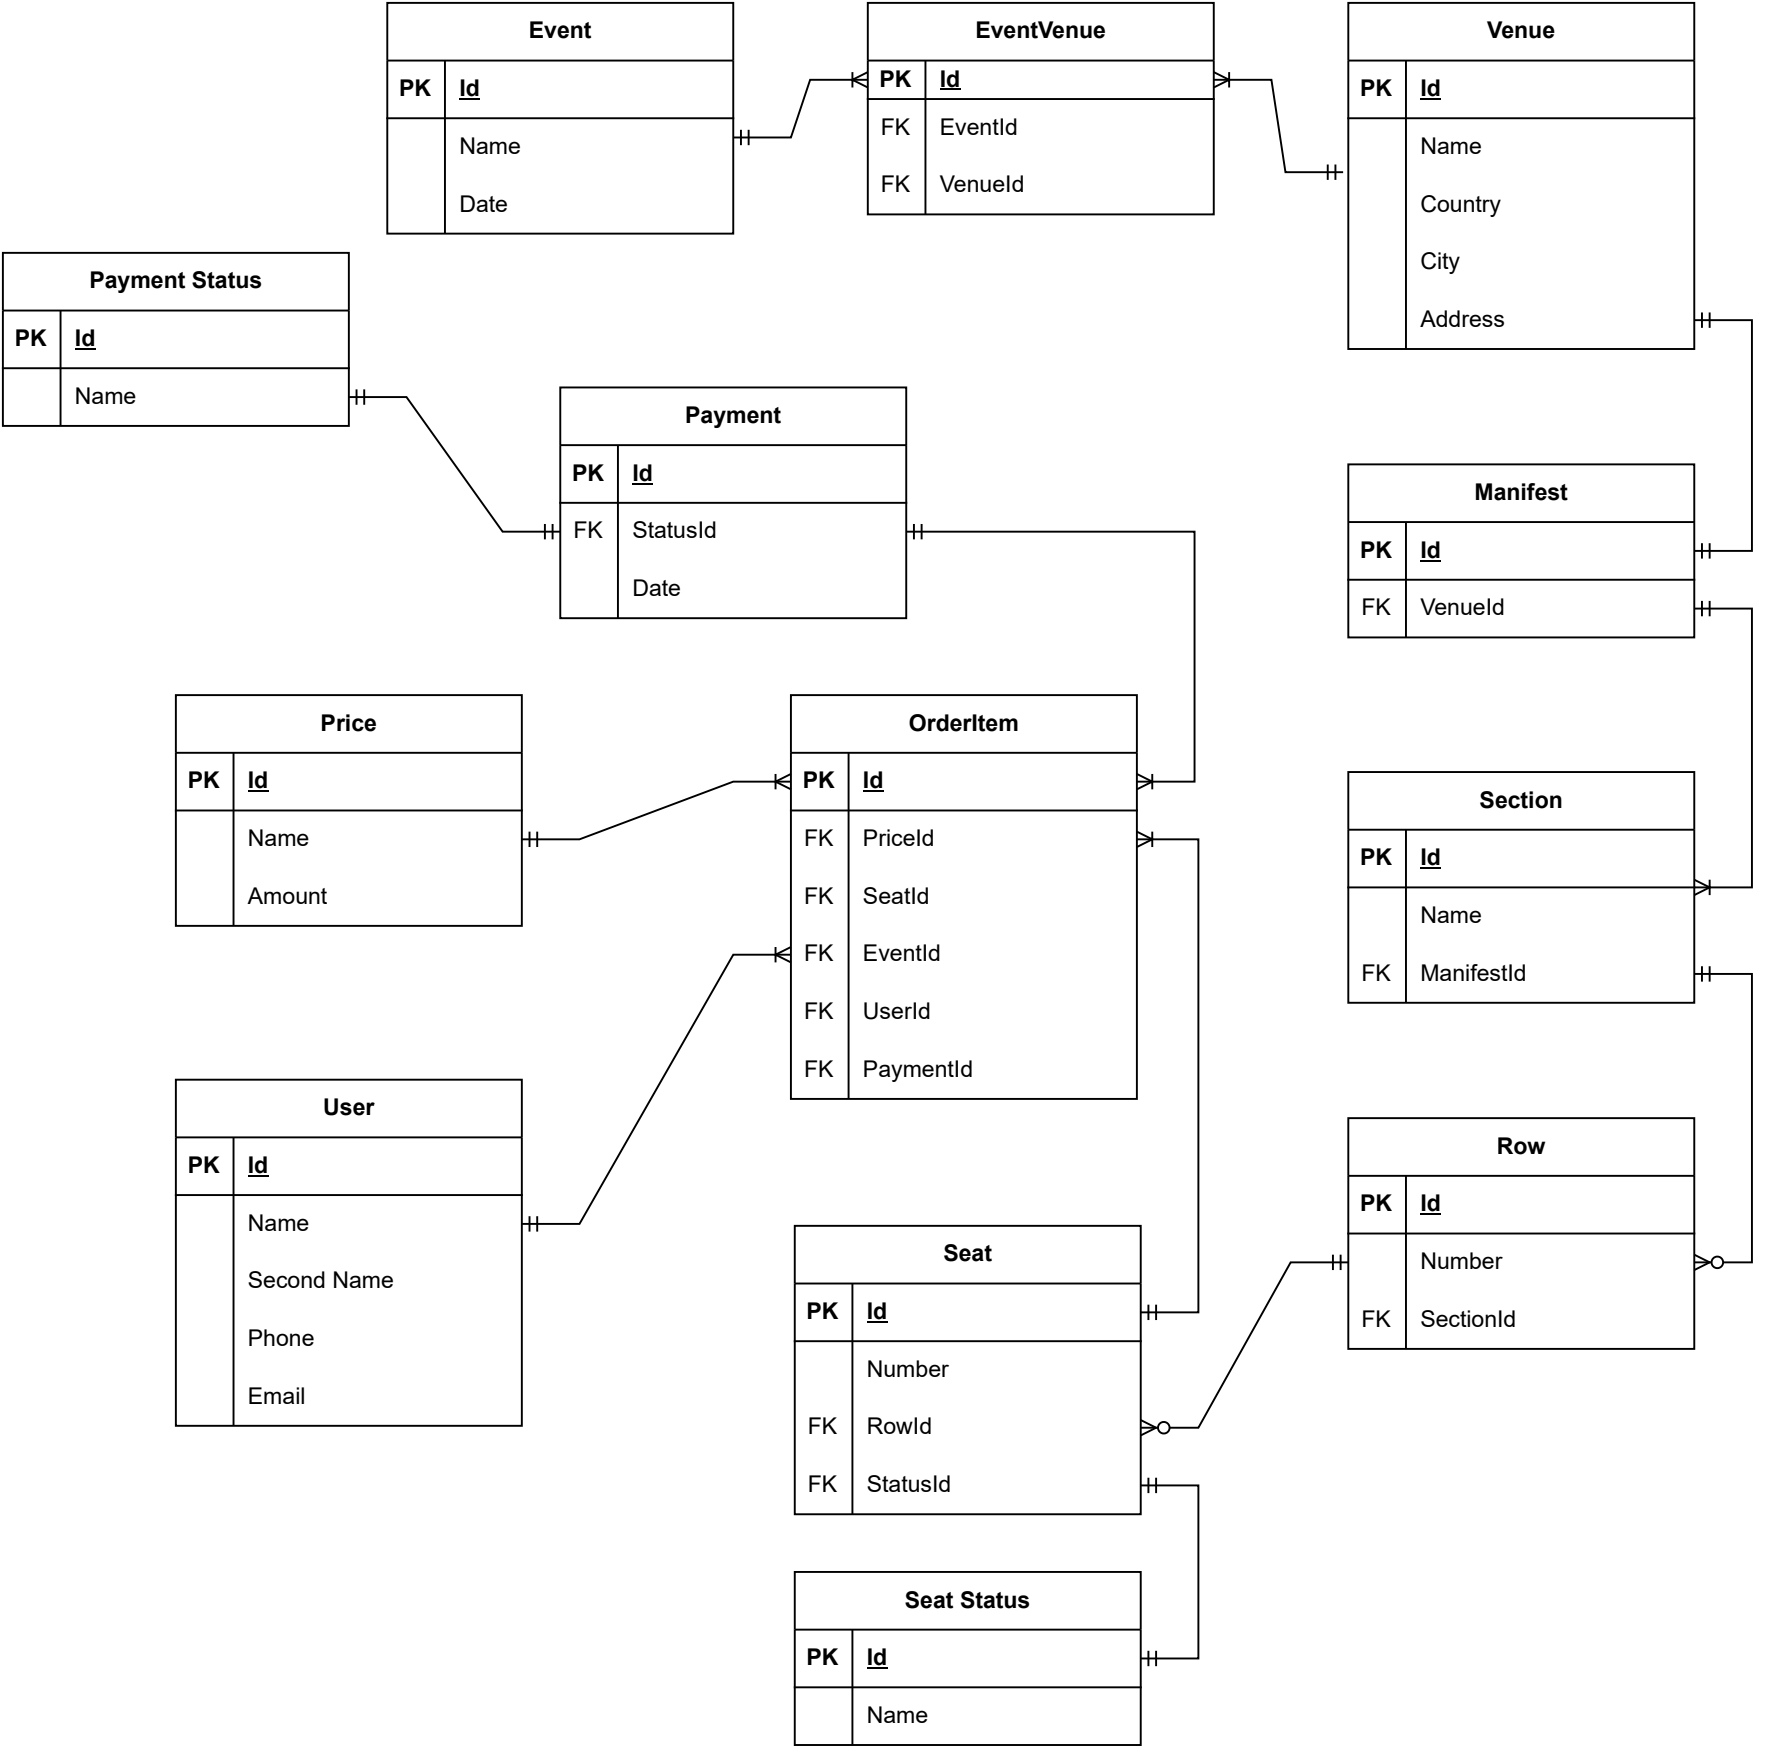 Event
PK Id
Name
Date
EventVenue
PK Id
FK EventId
FK VenueId
Venue
PK Id
Name
Country
City
Address
Payment Status
PK Id
Name
Payment
PK Id
FK StatusId
Date
Manifest
PK Id
FK VenueId
Price
PK Id
Name
Amount
OrderItem
PK Id
FK PriceId
FK SeatId
FK EventId
FK UserId
FK PaymentId
Section
PK Id
Name
FK ManifestId
User
PK Id
Name
Second Name
Phone
Email
Seat
PK Id
Number
FK RowId
FK StatusId
Row
PK Id
Number
FK SectionId
Seat Status
PK Id
Name